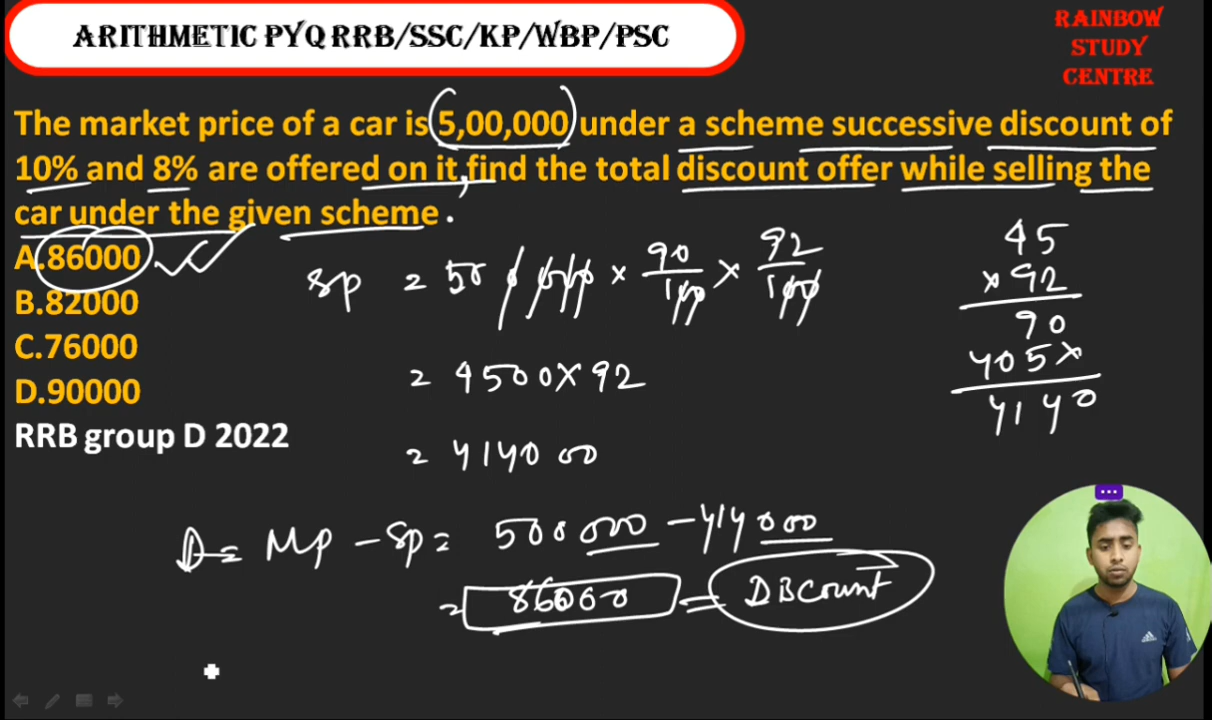 ARITHMETIC PYQ RRB/SSC/KP/WBP/PSC
RAINBOW
STUDY
CENTRE
The market price of a car is 5,00,000 under a scheme successive discount of
10% and 8% are offered on it,find the total discount offer while selling the
car under the given scheme.
A.86000
B.82000
C.76000
D.90000
RRB group D 2022
SP = 500000 × 90/100 × 92/100
= 4500×92
= 414000
45
×92
90
405×
4140
D = MP - SP = 500000 - 414000
= 86000 = Discount